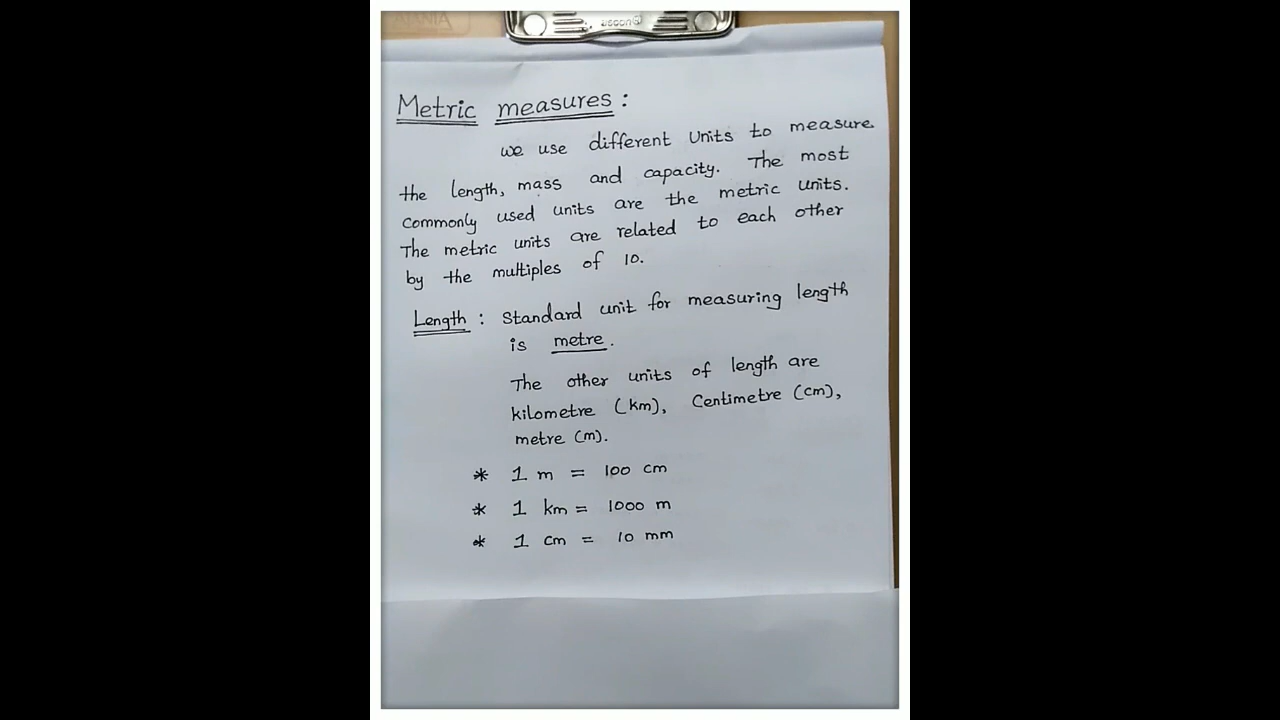 Metric measures :
we use different Units to measure
the length, mass and capacity. The most
Commonly used units are the metric units.
The metric units are related to each other
by the multiples of 10.
Length : Standard unit for measuring length
is metre.
The other units of length are
kilometre (km), Centimetre (cm),
metre (m).
* 1 m = 100 cm
* 1 km = 1000 m
* 1 cm = 10 mm